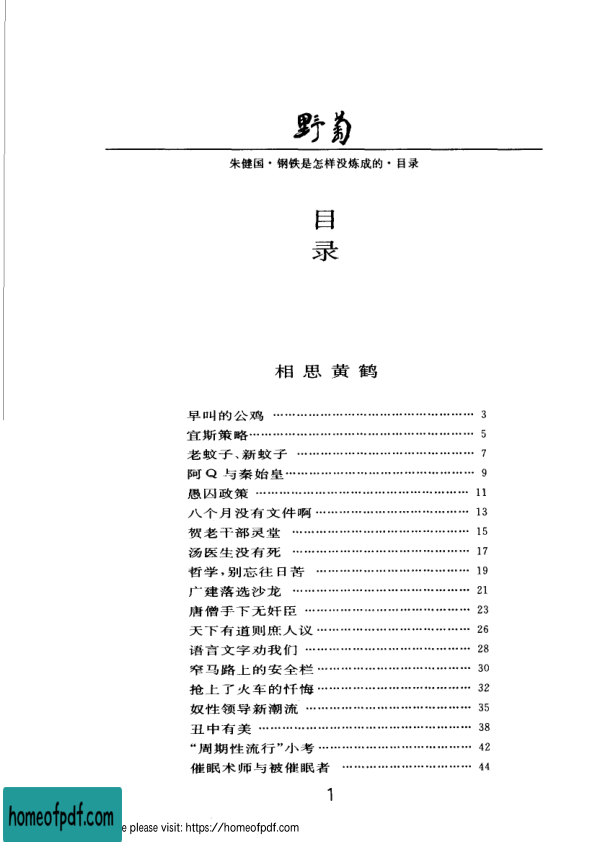 野菊
朱健国·钢铁是怎样没炼成的·目录
目
录
相思黄鹤
早叫的公鸡 ………………………………………… 3
宜斯策略………………………………………… 5
老蚊子、新蚊子 ………………………………… 7
阿Q与秦始皇………………………………… 9
愚囚政策 ……………………………………… 11
八个月没有文件啊………………………… 13
贺老干部灵堂 ……………………………… 15
汤医生没有死 ……………………………… 17
哲学,别忘往日苦 ………………………… 19
广建落选沙龙 ……………………………… 21
唐僧手下无奸臣 …………………………… 23
天下有道则庶人议………………………… 26
语言文字劝我们 …………………………… 28
窄马路上的安全栏………………………… 30
抢上了火车的忏悔………………………… 32
奴性领导新潮流 …………………………… 35
丑中有美 …………………………………… 38
“周期性流行”小考………………………… 42
催眠术师与被催眠者 ……………………… 44
1
homeofpdf.com
e please visit: https://homeofpdf.com